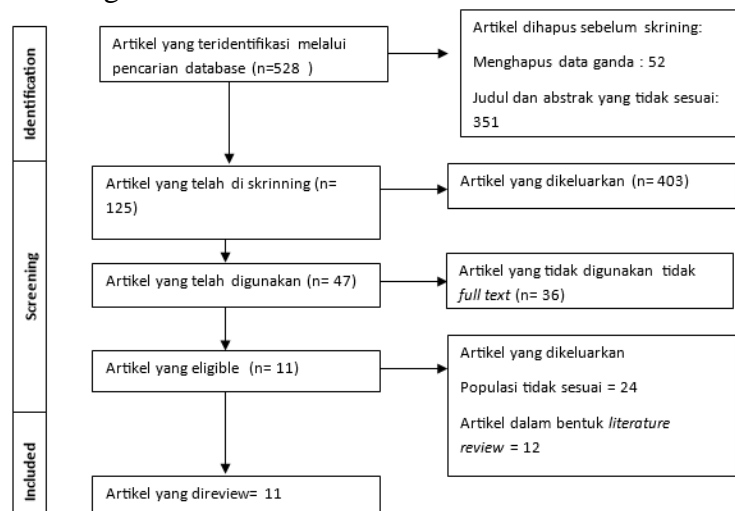 Identification
Artikel yang teridentifikasi melalui
pencarian database (n=528 )
Artikel dihapus sebelum skrining:
Menghapus data ganda : 52
Judul dan abstrak yang tidak sesuai:
351
Screening
Artikel yang telah di skrinning (n=
125)
Artikel yang dikeluarkan (n= 403)
Artikel yang telah digunakan (n= 47)
Artikel yang tidak digunakan tidak
full text (n= 36)
Artikel yang eligible (n= 11)
Artikel yang dikeluarkan
Populasi tidak sesuai = 24
Artikel dalam bentuk literature
review = 12
Included
Artikel yang direview= 11